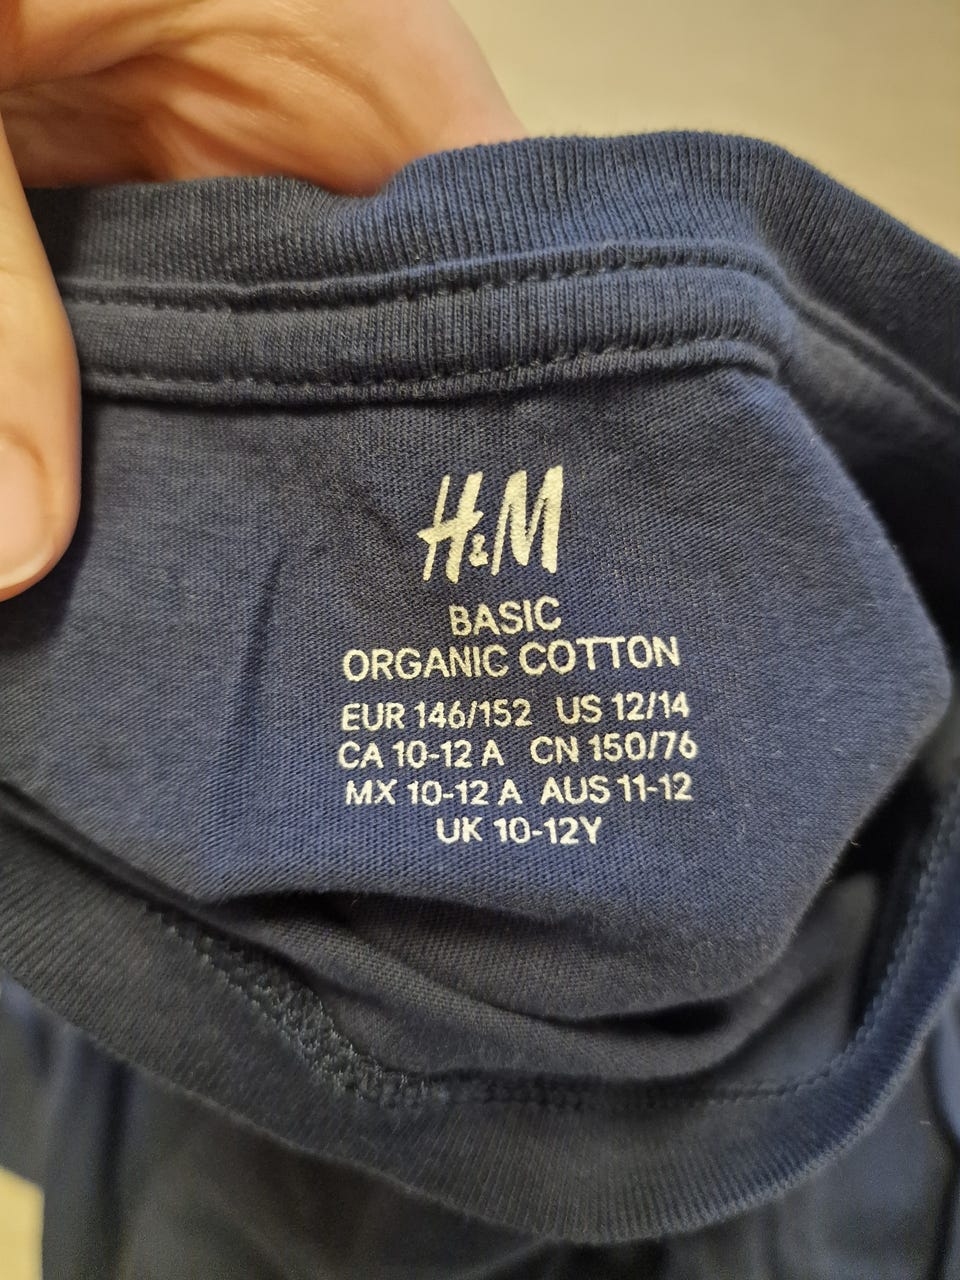 H&M
BASIC
ORGANIC COTTON
EUR 146/152 US 12/14
CA 10-12 A CN 150/76
MX 10-12 A AUS 11-12
UK 10-12Y